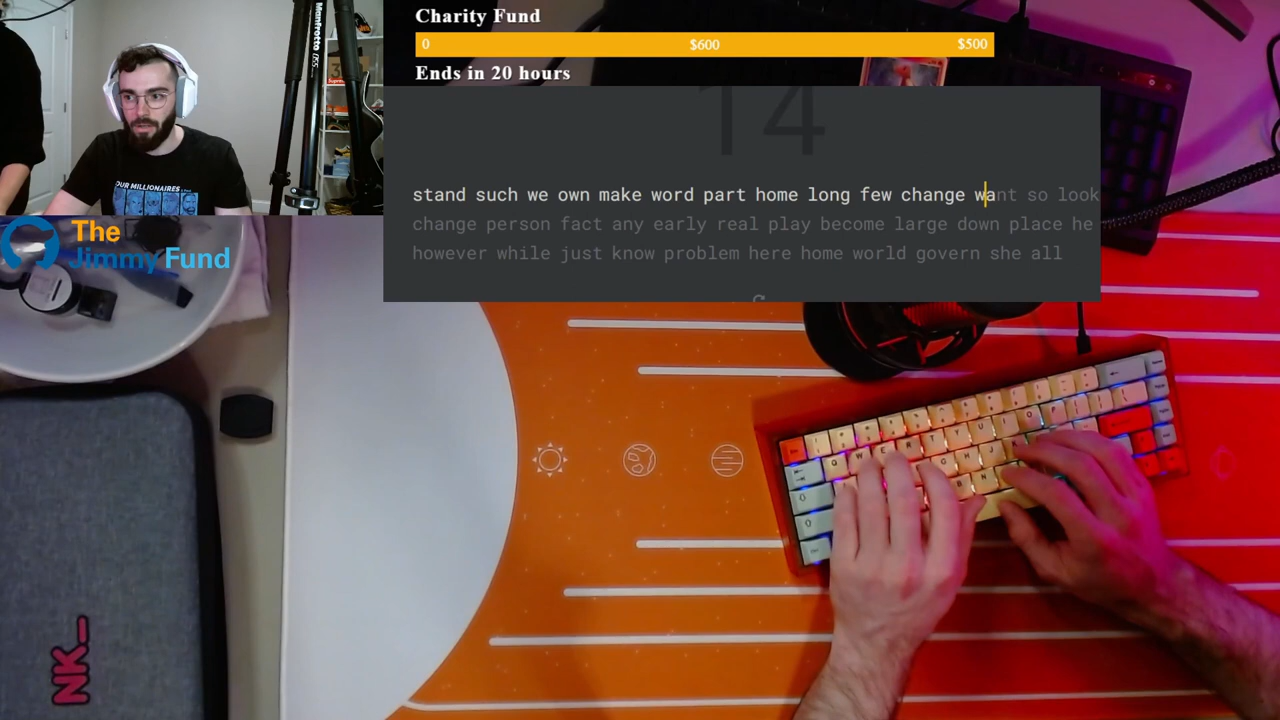 Charity Fund
0 $600 $500
Ends in 20 hours
14
stand such we own make word part home long few change want so look
change person fact any early real play become large down place he
however while just know problem here home world govern she all
Manfrotto
OUR MILLIONAIRES
The
Jimmy Fund
NK_